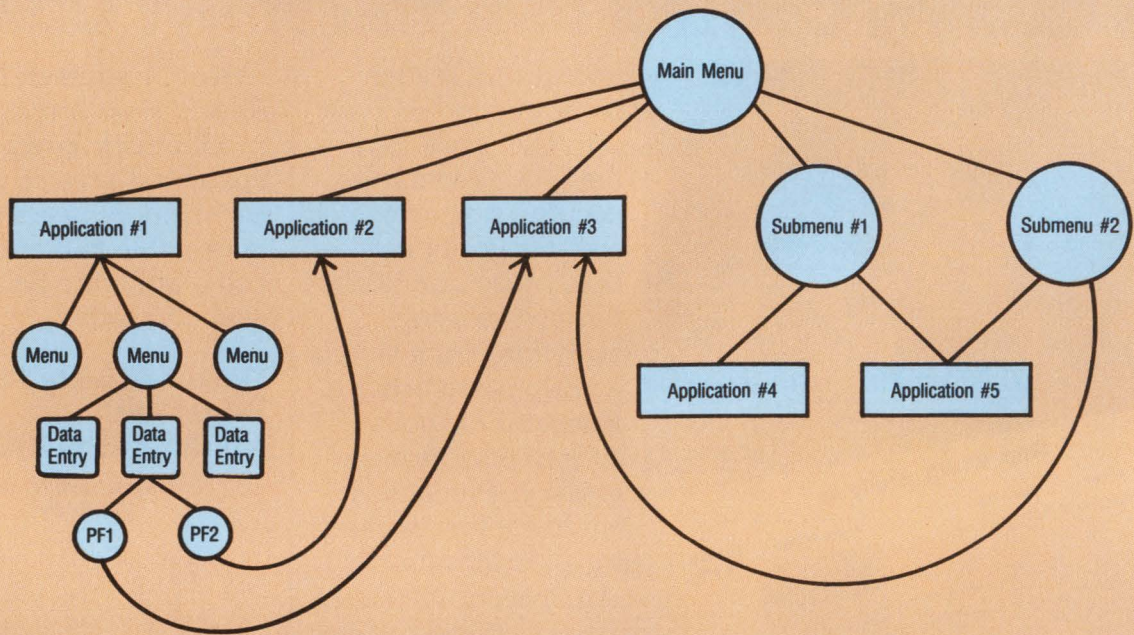 Main Menu
Application #1
Application #2
Application #3
Submenu #1
Submenu #2
Menu
Menu
Menu
Application #4
Application #5
Data
Entry
Data
Entry
Data
Entry
PF1
PF2